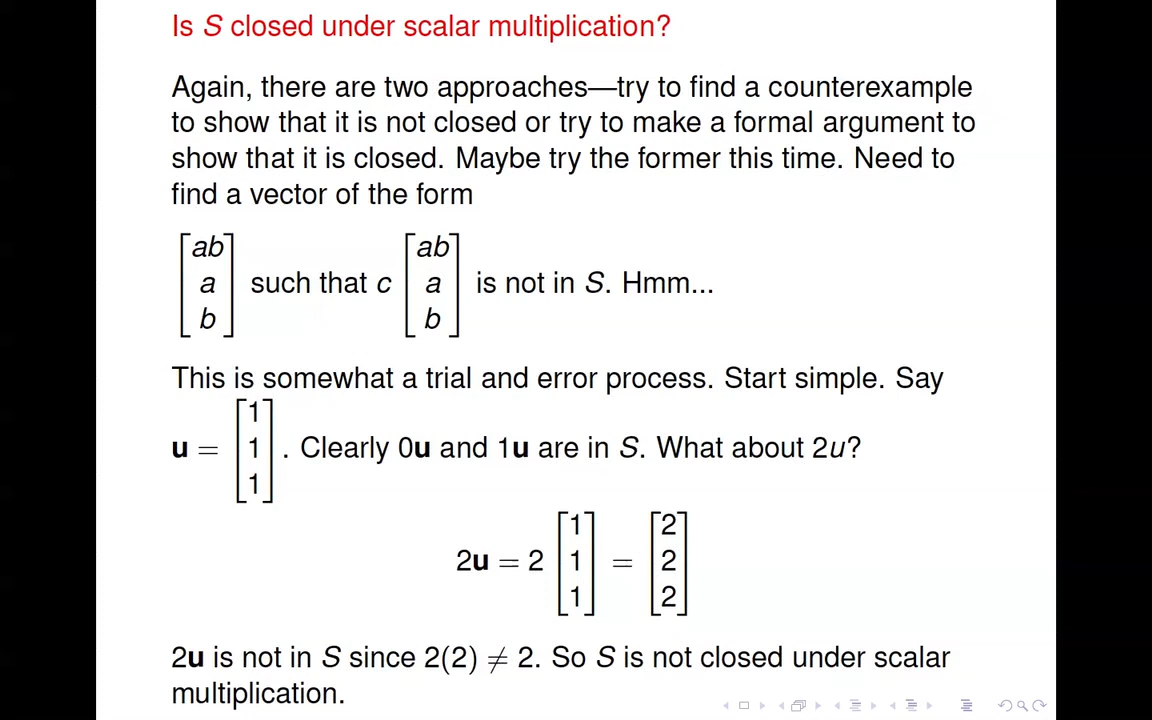 Is S closed under scalar multiplication?
Again, there are two approaches—try to find a counterexample
to show that it is not closed or try to make a formal argument to
show that it is closed. Maybe try the former this time. Need to
find a vector of the form
[ab a b] such that c [ab a b] is not in S. Hmm...
This is somewhat a trial and error process. Start simple. Say
u = [1 1 1]. Clearly 0u and 1u are in S. What about 2u?
2u = 2 [1 1 1] = [2 2 2]
2u is not in S since 2(2) ≠ 2. So S is not closed under scalar
multiplication.